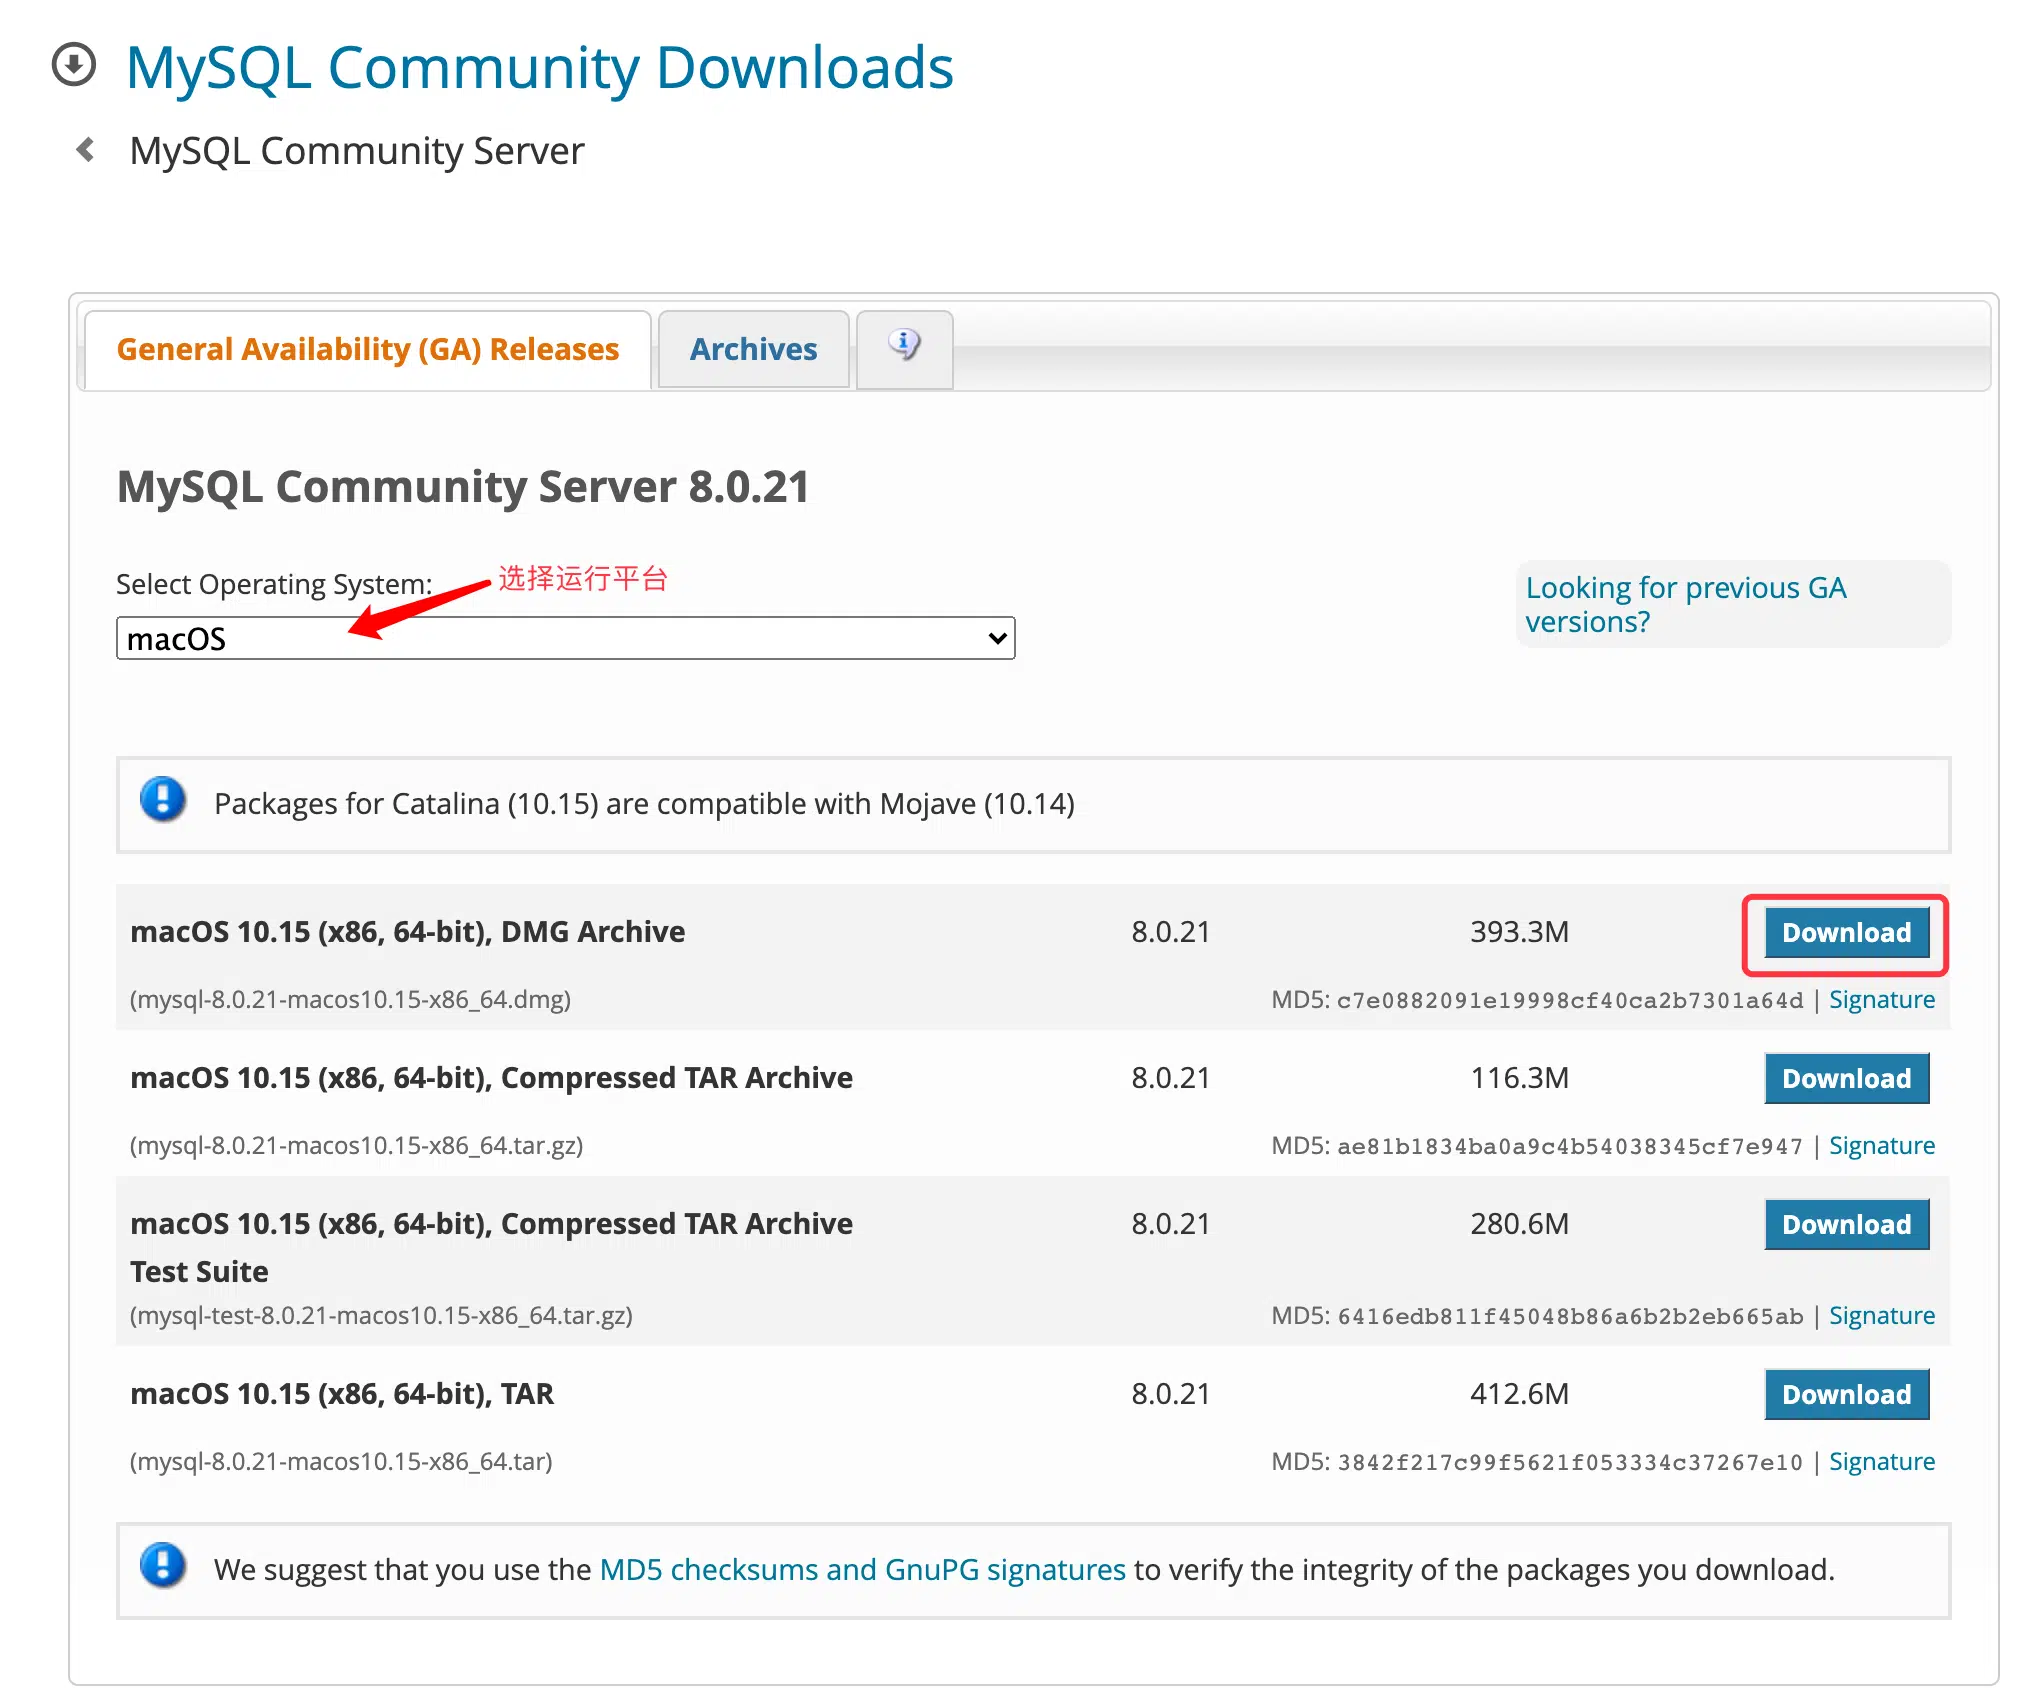 MySQL Community Downloads
MySQL Community Server
General Availability (GA) Releases
Archives
MySQL Community Server 8.0.21
Select Operating System:
选择运行平台
macOS
Looking for previous GA
versions?
Packages for Catalina (10.15) are compatible with Mojave (10.14)
macOS 10.15 (x86, 64-bit), DMG Archive 8.0.21 393.3M Download
(mysql-8.0.21-macos10.15-x86_64.dmg) MD5: c7e0882091e19998cf40ca2b7301a64d | Signature
macOS 10.15 (x86, 64-bit), Compressed TAR Archive 8.0.21 116.3M Download
(mysql-8.0.21-macos10.15-x86_64.tar.gz) MD5: ae81b1834ba0a9c4b54038345cf7e947 | Signature
macOS 10.15 (x86, 64-bit), Compressed TAR Archive 8.0.21 280.6M Download
Test Suite
(mysql-test-8.0.21-macos10.15-x86_64.tar.gz) MD5: 6416edb811f45048b86a6b2b2eb665ab | Signature
macOS 10.15 (x86, 64-bit), TAR 8.0.21 412.6M Download
(mysql-8.0.21-macos10.15-x86_64.tar) MD5: 3842f217c99f5621f053334c37267e10 | Signature
We suggest that you use the MD5 checksums and GnuPG signatures to verify the integrity of the packages you download.